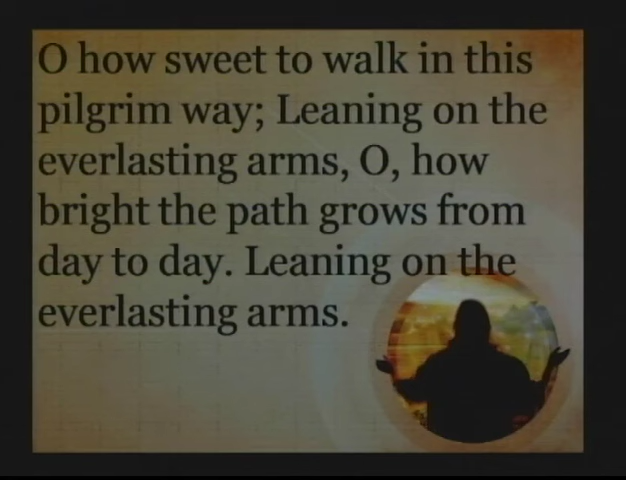 O how sweet to walk in this
pilgrim way; Leaning on the
everlasting arms, O, how
bright the path grows from
day to day. Leaning on the
everlasting arms.